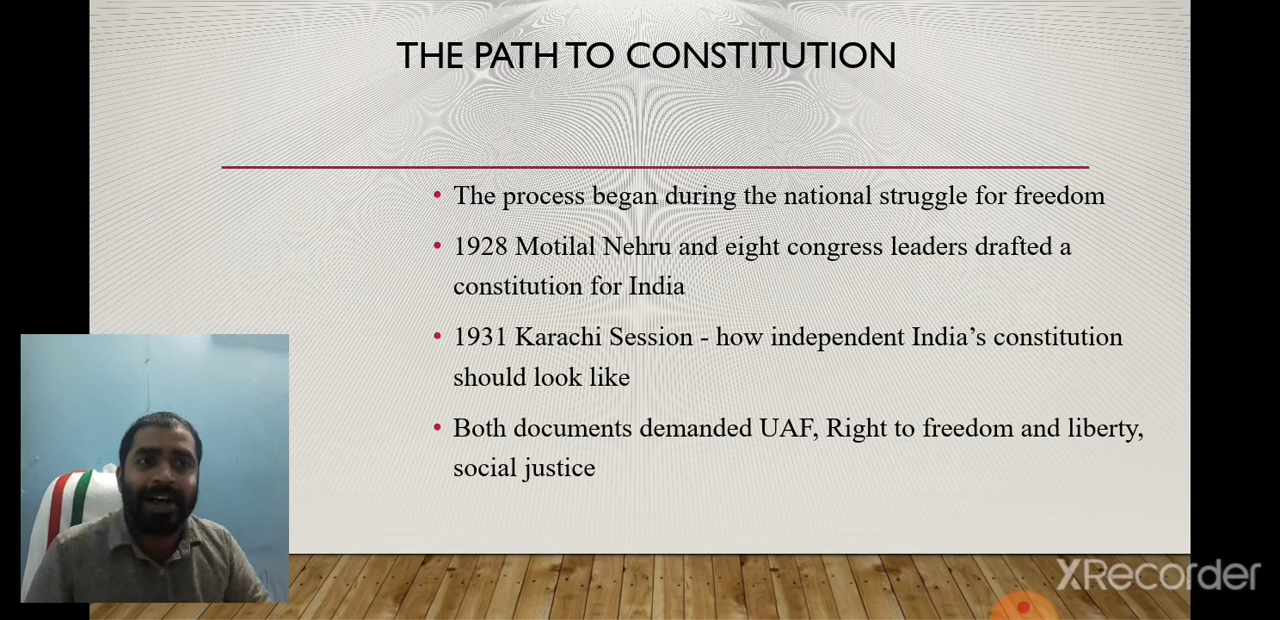 THE PATH TO CONSTITUTION
• The process began during the national struggle for freedom
• 1928 Motilal Nehru and eight congress leaders drafted a
constitution for India
• 1931 Karachi Session - how independent India’s constitution
should look like
• Both documents demanded UAF, Right to freedom and liberty,
social justice
XRecorder